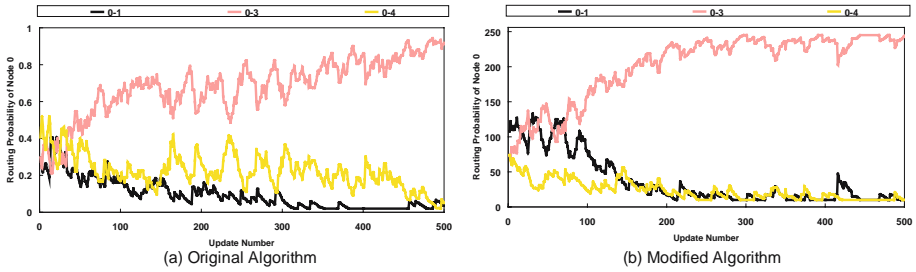 0-1 0-3 0-4
Routing Probability of Node 0
1
0.8
0.6
0.4
0.2
0
0 100 200 300 400 500
Update Number
(a) Original Algorithm
0-1 0-3 0-4
Routing Probability of Node 0
250
200
150
100
50
0
0 100 200 300 400 500
Update Number
(b) Modified Algorithm